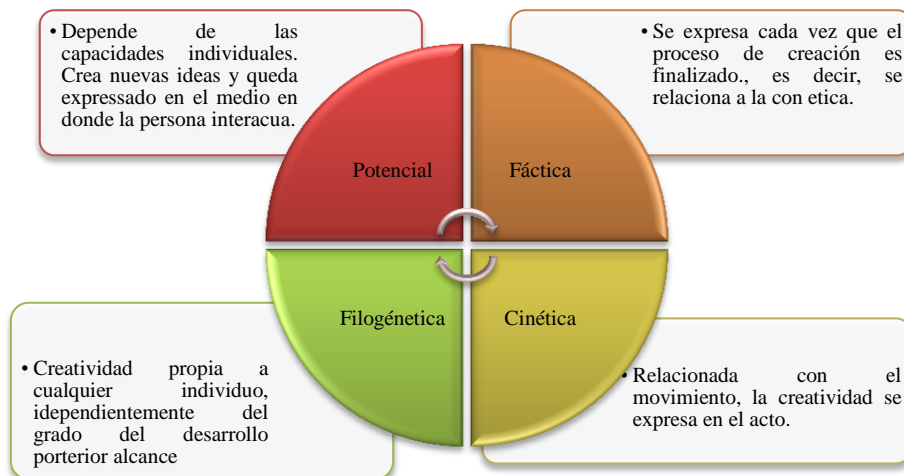 • Depende de las
capacidades individuales.
Crea nuevas ideas y queda
expressado en el medio en
donde la persona interacua.
• Se expresa cada vez que el
proceso de creación es
finalizado., es decir, se
relaciona a la con etica.
Potencial
Fáctica
Filogénetica
Cinética
• Creatividad propia a
cualquier individuo,
idependientemente del
grado del desarrollo
porterior alcance
• Relacionada con el
movimiento, la creatividad se
expresa en el acto.